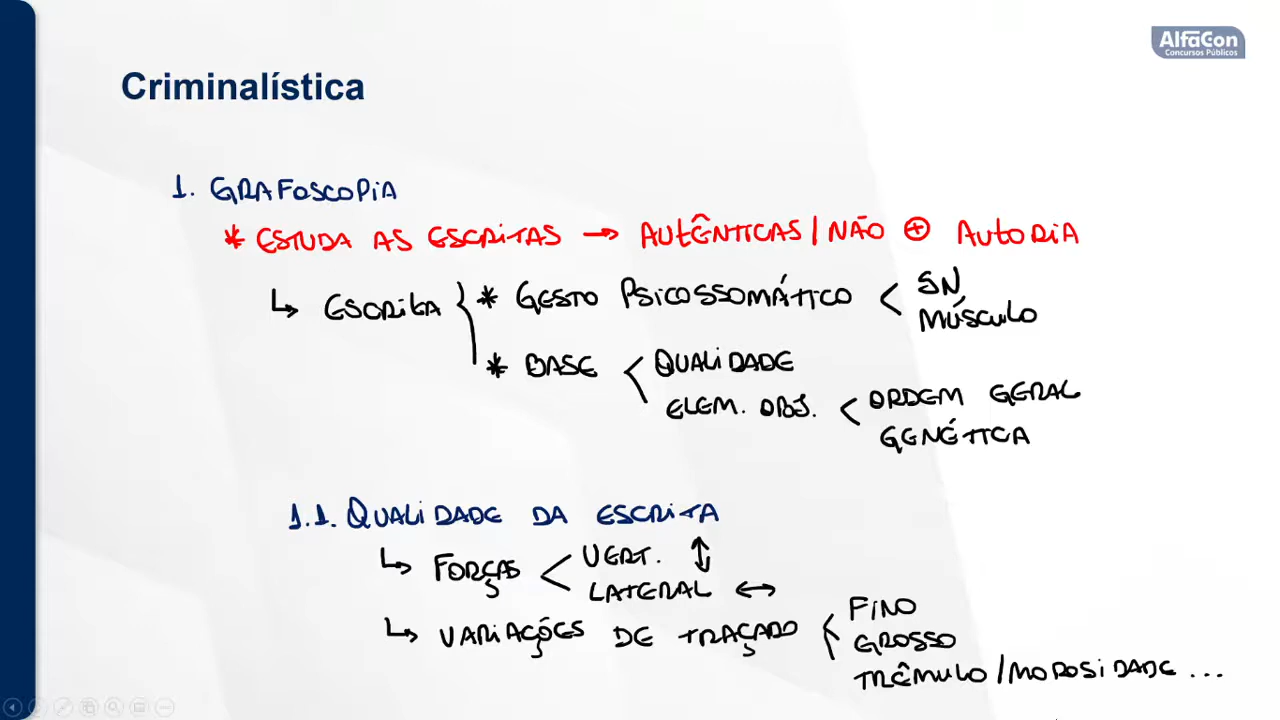 AlfaCon
Concursos Públicos
Criminalística
1. GRAFOSCOPIA
* ESTUDA AS ESCRITAS → AUTÊNTICAS / NÃO ⊕ AUTORIA
↳ ESCRITA { * GESTO PSICOSSOMÁTICO < SN
MÚSCULO
* BASE < QUALIDADE
ELEM. OBJ. < ORDEM GERAL
GENÉTICA
1.1. QUALIDADE DA ESCRITA
↳ FORÇAS < VERT. ↕
LATERAL ↔
↳ VARIAÇÕES DE TRAÇADO < FINO
GROSSO
TRÊMULO / MOROSIDADE ...